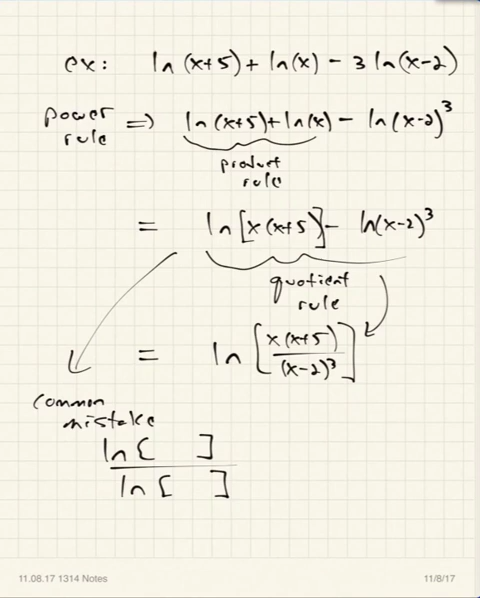 ex: ln(x+5) + ln(x) - 3 ln(x-2)
power rule => ln(x+5) + ln(x) - ln(x-2)³
product rule
= ln[x(x+5] - ln(x-2)³
quotient rule
= ln[x(x+5)/(x-2)³]
common mistake
ln[ ]
ln[ ]
11.08.17 1314 Notes 11/8/17